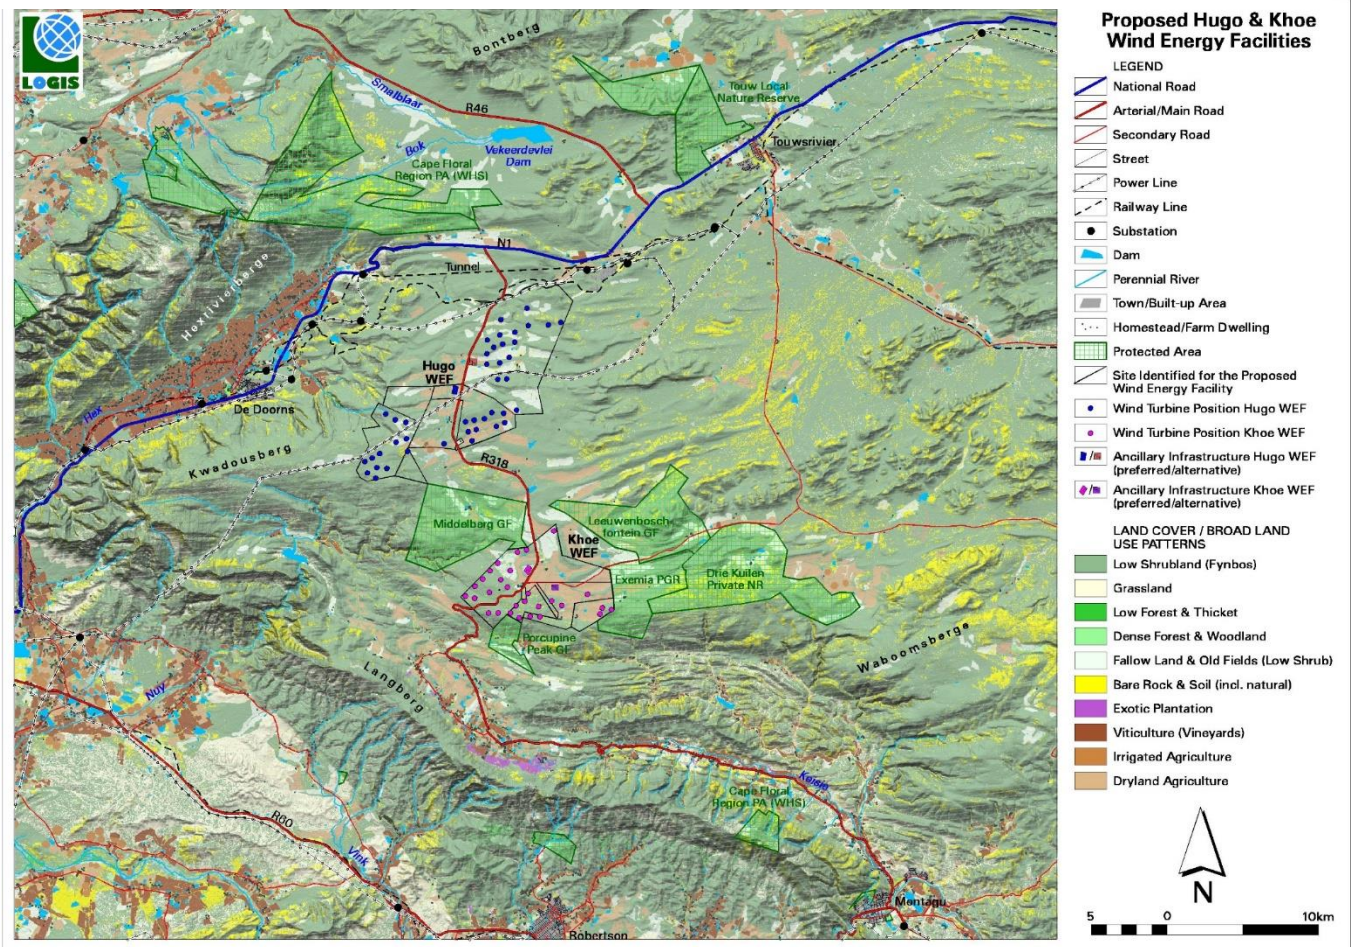 LOGIS
Bontberg
Smalblaar
R46
Touw Local
Nature Reserve
Touwsrivier
Bok
Vekeerdevlei
Dam
Cape Floral
Region PA (WHS)
Hexrivierberge
N1
Tunnel
Hugo
WEF
De Doorns
Hex
Kwadousberg
R318
Middelberg GF
Leeuwenbosch-
fontein GF
Khoe
WEF
Exemia PGR
Drie Kuilen
Private NR
Porcupine
Peak GF
Waboomsberge
Langberg
Nuy
Keisie
Cape Floral
Region PA (WHS)
R60
Vink
Montagu
Robertson
Proposed Hugo & Khoe
Wind Energy Facilities
LEGEND
National Road
Arterial/Main Road
Secondary Road
Street
Power Line
Railway Line
Substation
Dam
Perennial River
Town/Built-up Area
Homestead/Farm Dwelling
Protected Area
Site Identified for the Proposed
Wind Energy Facility
Wind Turbine Position Hugo WEF
Wind Turbine Position Khoe WEF
Ancillary Infrastructure Hugo WEF
(preferred/alternative)
Ancillary Infrastructure Khoe WEF
(preferred/alternative)
LAND COVER / BROAD LAND
USE PATTERNS
Low Shrubland (Fynbos)
Grassland
Low Forest & Thicket
Dense Forest & Woodland
Fallow Land & Old Fields (Low Shrub)
Bare Rock & Soil (incl. natural)
Exotic Plantation
Viticulture (Vineyards)
Irrigated Agriculture
Dryland Agriculture
N
5 0 10km